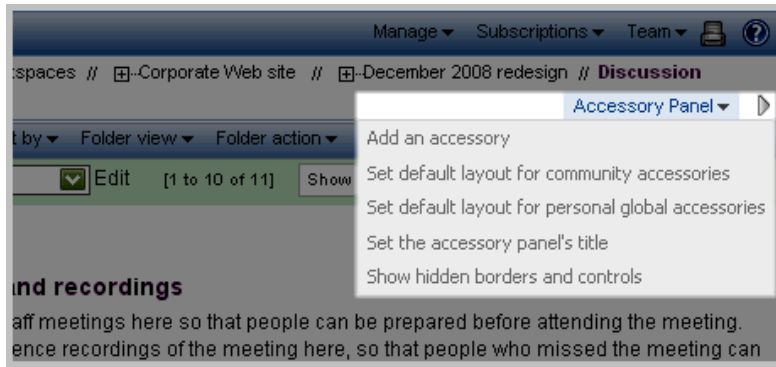 Manage Subscriptions Team
spaces // Corporate Web site // December 2008 redesign // Discussion
Accessory Panel
by Folder view Folder action
Add an accessory
Edit [1 to 10 of 11] Show
Set default layout for community accessories
Set default layout for personal global accessories
Set the accessory panel's title
Show hidden borders and controls
and recordings
aff meetings here so that people can be prepared before attending the meeting.
ence recordings of the meeting here, so that people who missed the meeting can